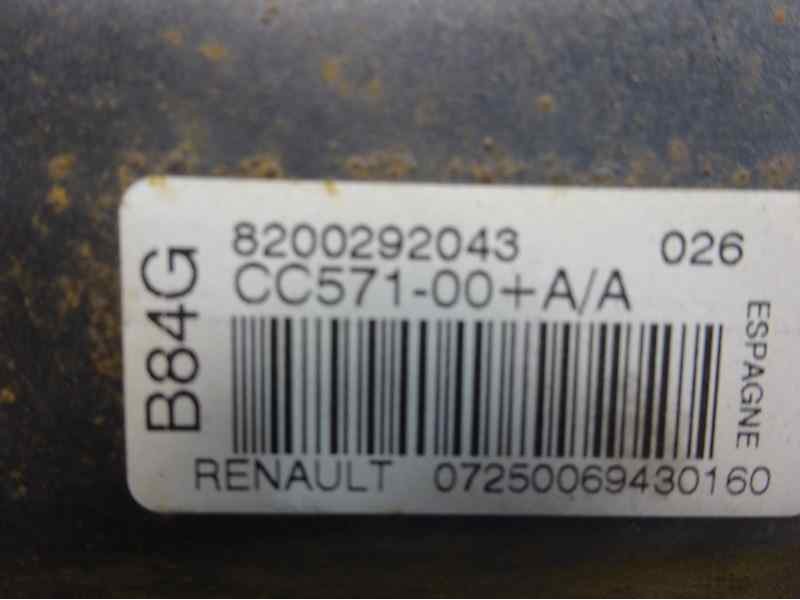 B84G
8200292043 026
CC571-00+A/A
ESPAGNE
RENAULT 07250069430160